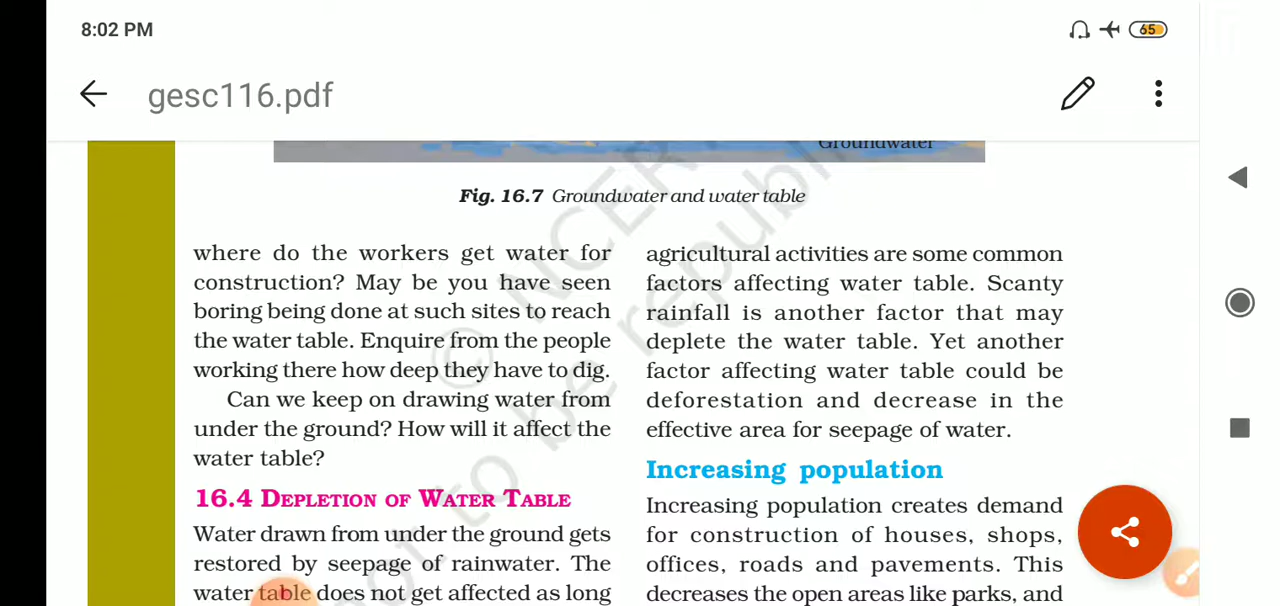 8:02 PM
65
gesc116.pdf
Groundwater
Fig. 16.7 Groundwater and water table
where do the workers get water for
construction? May be you have seen
boring being done at such sites to reach
the water table. Enquire from the people
working there how deep they have to dig.
Can we keep on drawing water from
under the ground? How will it affect the
water table?
16.4 DEPLETION OF WATER TABLE
Water drawn from under the ground gets
restored by seepage of rainwater. The
water table does not get affected as long
agricultural activities are some common
factors affecting water table. Scanty
rainfall is another factor that may
deplete the water table. Yet another
factor affecting water table could be
deforestation and decrease in the
effective area for seepage of water.
Increasing population
Increasing population creates demand
for construction of houses, shops,
offices, roads and pavements. This
decreases the open areas like parks, and
© NCERT
be republi